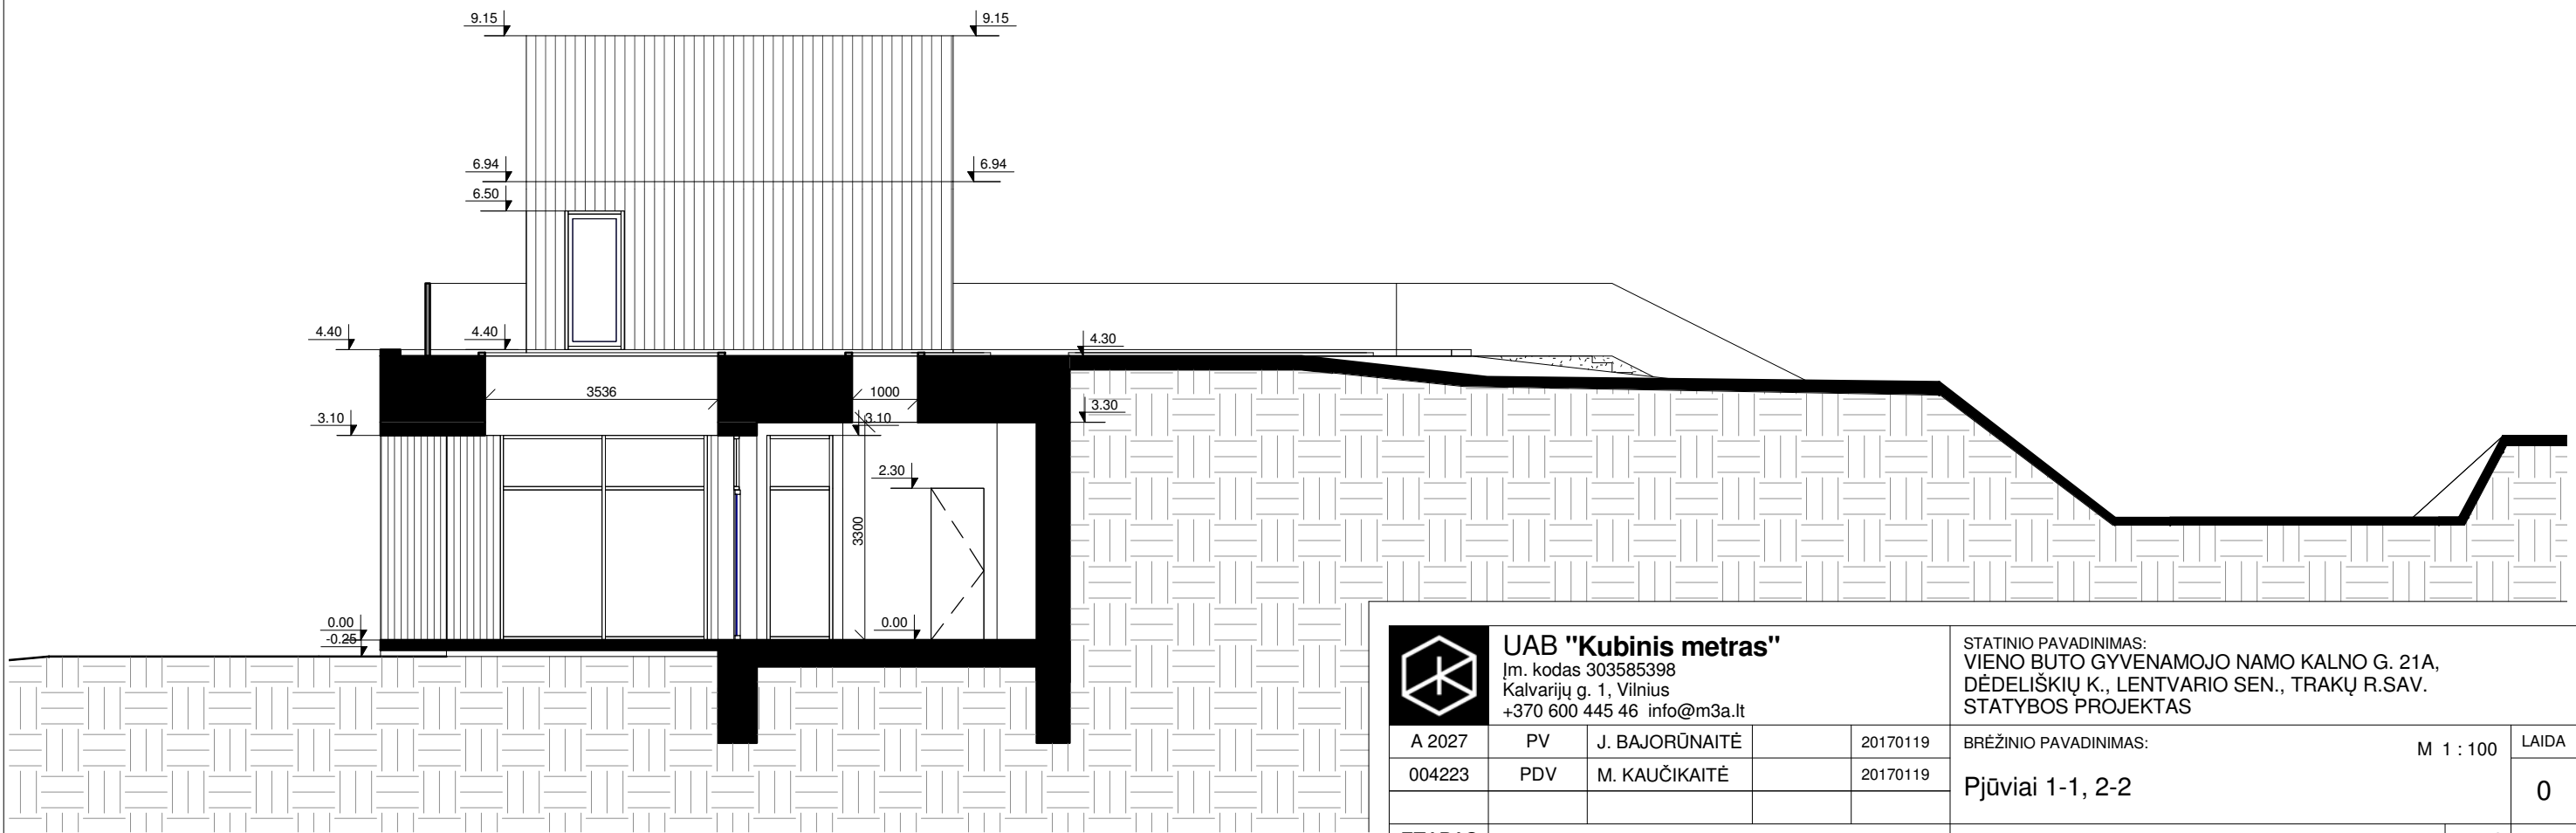 9.15
9.15
6.94
6.94
6.50
4.40
4.40
4.30
3536
1000
3.10
3.10
3.30
2.30
3300
0.00
0.00
-0.25
UAB "Kubinis metras"
Įm. kodas 303585398
Kalvarijų g. 1, Vilnius
+370 600 445 46 info@m3a.lt
STATINIO PAVADINIMAS:
VIENO BUTO GYVENAMOJO NAMO KALNO G. 21A,
DĖDELIŠKIŲ K., LENTVARIO SEN., TRAKŲ R.SAV.
STATYBOS PROJEKTAS
A 2027 PV J. BAJORŪNAITĖ 20170119
004223 PDV M. KAUČIKAITĖ 20170119
BRĖŽINIO PAVADINIMAS:
M 1 : 100
LAIDA
Pjūviai 1-1, 2-2
0